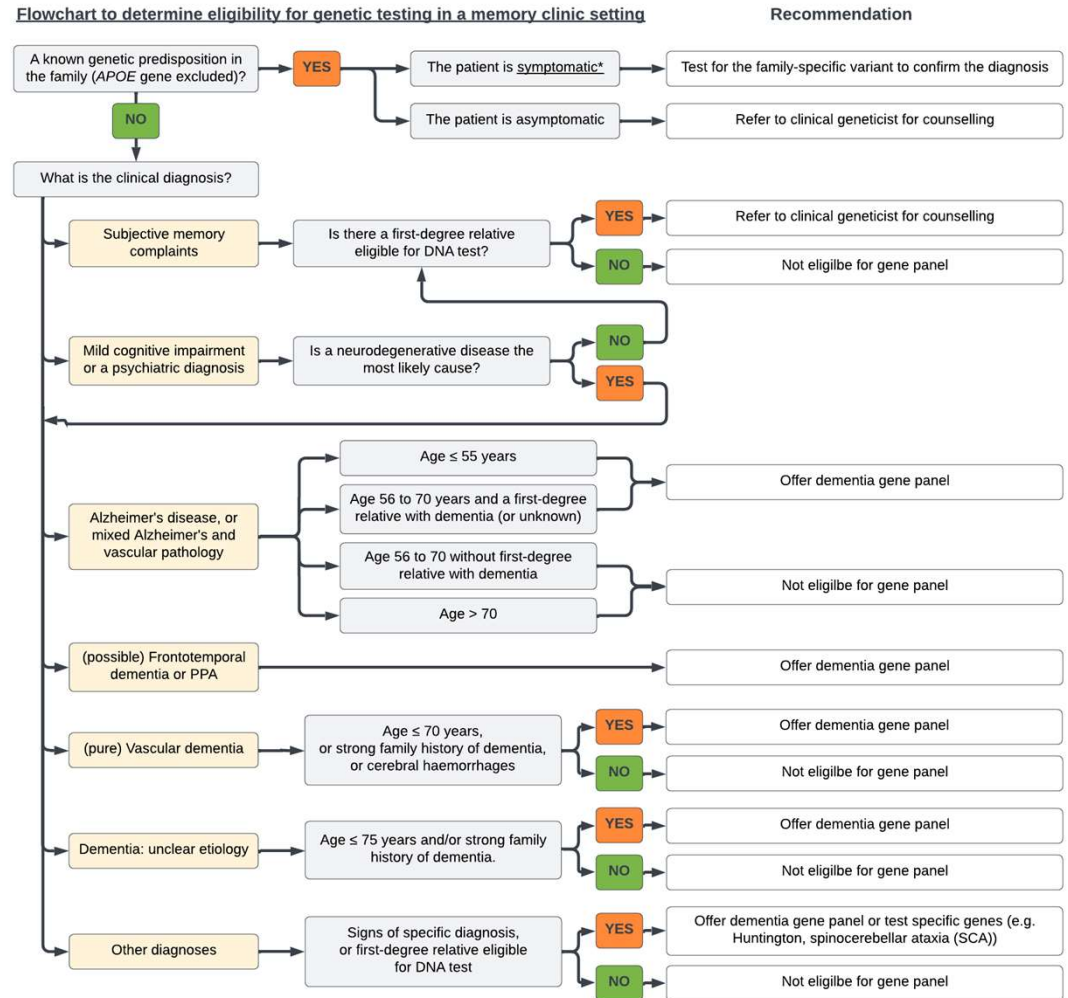 Flowchart to determine eligibility for genetic testing in a memory clinic setting
Recommendation
A known genetic predisposition in
the family (APOE gene excluded)?
YES
The patient is symptomatic*
Test for the family-specific variant to confirm the diagnosis
The patient is asymptomatic
Refer to clinical geneticist for counselling
NO
What is the clinical diagnosis?
Subjective memory
complaints
Is there a first-degree relative
eligible for DNA test?
YES
Refer to clinical geneticist for counselling
NO
Not eligilbe for gene panel
Mild cognitive impairment
or a psychiatric diagnosis
Is a neurodegenerative disease the
most likely cause?
NO
YES
Alzheimer's disease, or
mixed Alzheimer's and
vascular pathology
Age ≤ 55 years
Age 56 to 70 years and a first-degree
relative with dementia (or unknown)
Offer dementia gene panel
Age 56 to 70 without first-degree
relative with dementia
Age > 70
Not eligilbe for gene panel
(possible) Frontotemporal
dementia or PPA
Offer dementia gene panel
(pure) Vascular dementia
Age ≤ 70 years,
or strong family history of dementia,
or cerebral haemorrhages
YES
Offer dementia gene panel
NO
Not eligilbe for gene panel
Dementia: unclear etiology
Age ≤ 75 years and/or strong family
history of dementia.
YES
Offer dementia gene panel
NO
Not eligilbe for gene panel
Other diagnoses
Signs of specific diagnosis,
or first-degree relative eligible
for DNA test
YES
Offer dementia gene panel or test specific genes (e.g.
Huntington, spinocerebellar ataxia (SCA))
NO
Not eligilbe for gene panel